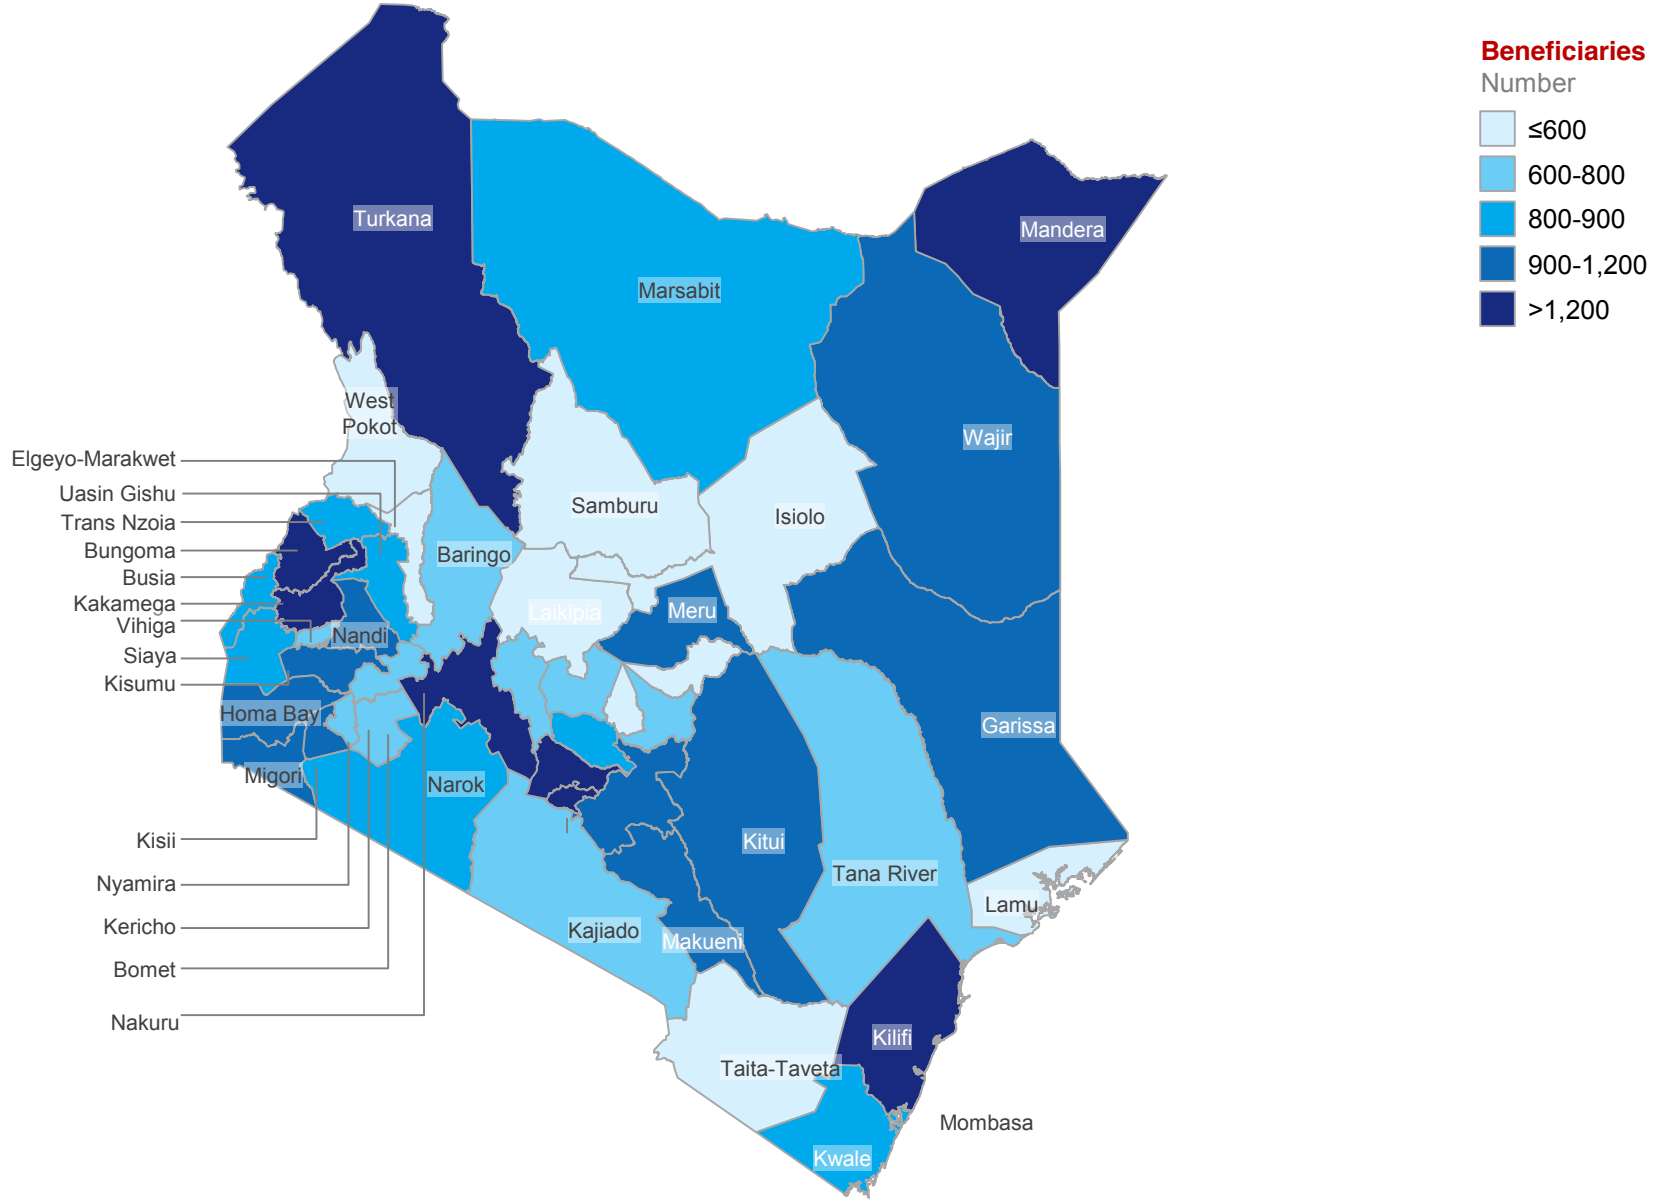 Beneficiaries
Number
≤600
600-800
800-900
900-1,200
>1,200
Turkana
Mandera
Marsabit
West
Pokot
Wajir
Elgeyo-Marakwet
Uasin Gishu
Samburu
Isiolo
Trans Nzoia
Bungoma
Baringo
Busia
Kakamega
Laikipia
Meru
Vihiga
Nandi
Siaya
Kisumu
Homa Bay
Garissa
Migori
Narok
Kisii
Kitui
Tana River
Nyamira
Lamu
Kericho
Kajiado
Makueni
Bomet
Nakuru
Kilifi
Taita-Taveta
Mombasa
Kwale